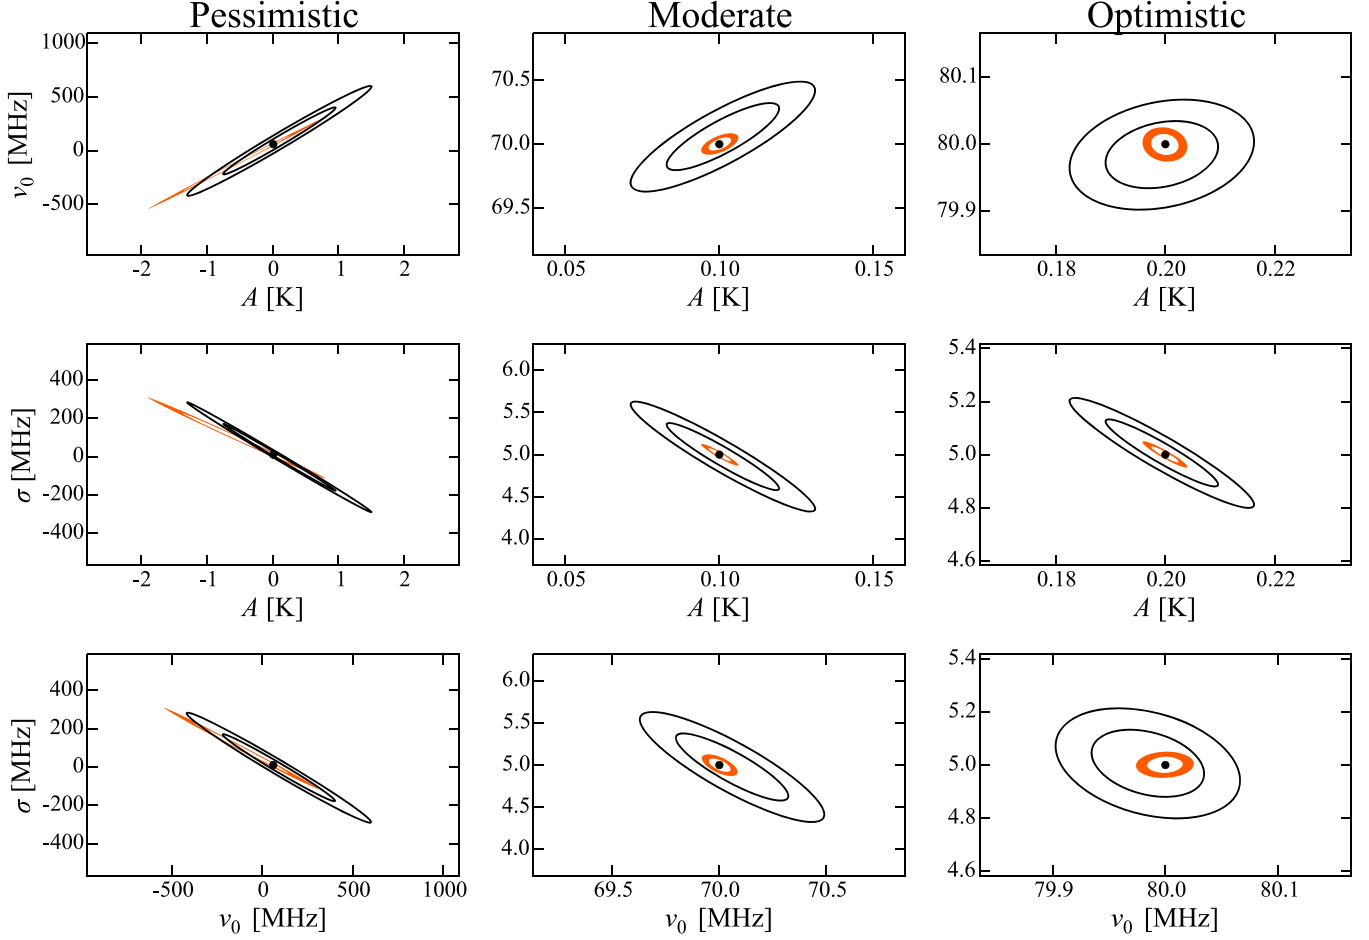 Pessimistic Moderate Optimistic
1000
500
0
-500
ν0 [MHz]
-2 -1 0 1 2
A [K]
70.5
70.0
69.5
0.05 0.10 0.15
A [K]
80.1
80.0
79.9
0.18 0.20 0.22
A [K]
400
200
0
-200
-400
σ [MHz]
-2 -1 0 1 2
A [K]
6.0
5.5
5.0
4.5
4.0
0.05 0.10 0.15
A [K]
5.4
5.2
5.0
4.8
4.6
0.18 0.20 0.22
A [K]
400
200
0
-200
-400
σ [MHz]
-500 0 500 1000
ν0 [MHz]
6.0
5.5
5.0
4.5
4.0
69.5 70.0 70.5
ν0 [MHz]
5.4
5.2
5.0
4.8
4.6
79.9 80.0 80.1
ν0 [MHz]